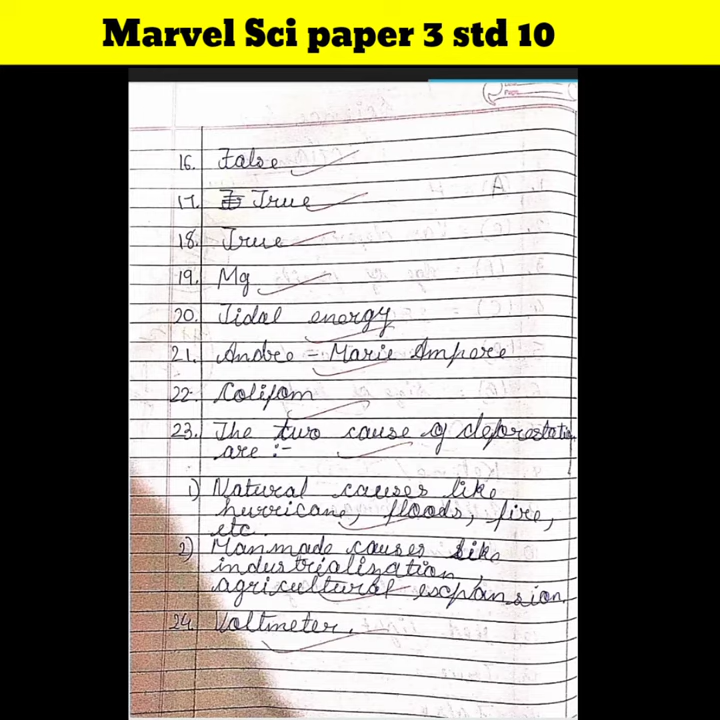 Marvel Sci paper 3 std 10
16. False
17. True
18. True
19. Mg
20. Tidal energy
21. Andre - Marie Ampere
22. Colifom
23. The two cause of deforestation
are :-
1) Natural causes like
hurricane, floods, fire,
etc.
2) Manmade causes like
industrialization,
agricultural escpansion.
24. Voltmeter.